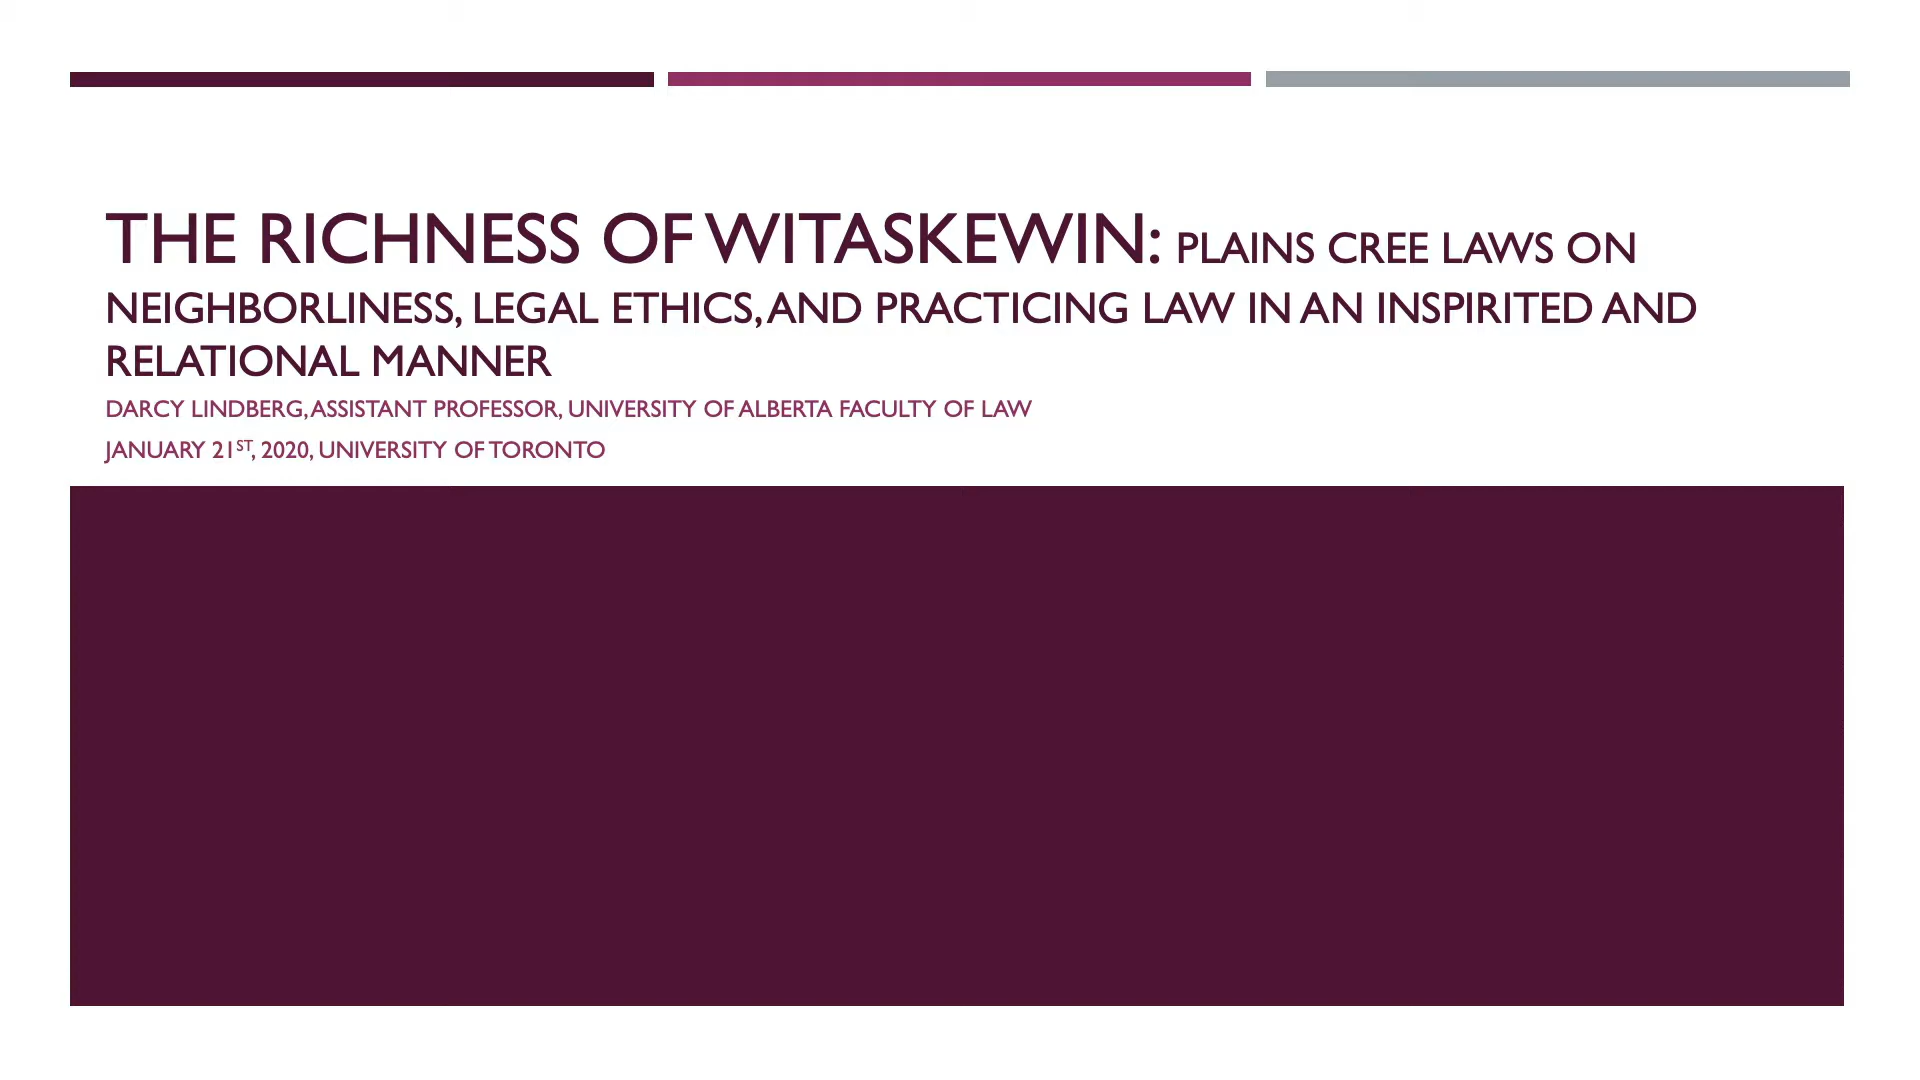 THE RICHNESS OF WITASKEWIN: PLAINS CREE LAWS ON
NEIGHBORLINESS, LEGAL ETHICS, AND PRACTICING LAW IN AN INSPIRITED AND
RELATIONAL MANNER
DARCY LINDBERG, ASSISTANT PROFESSOR, UNIVERSITY OF ALBERTA FACULTY OF LAW
JANUARY 21ST, 2020, UNIVERSITY OF TORONTO